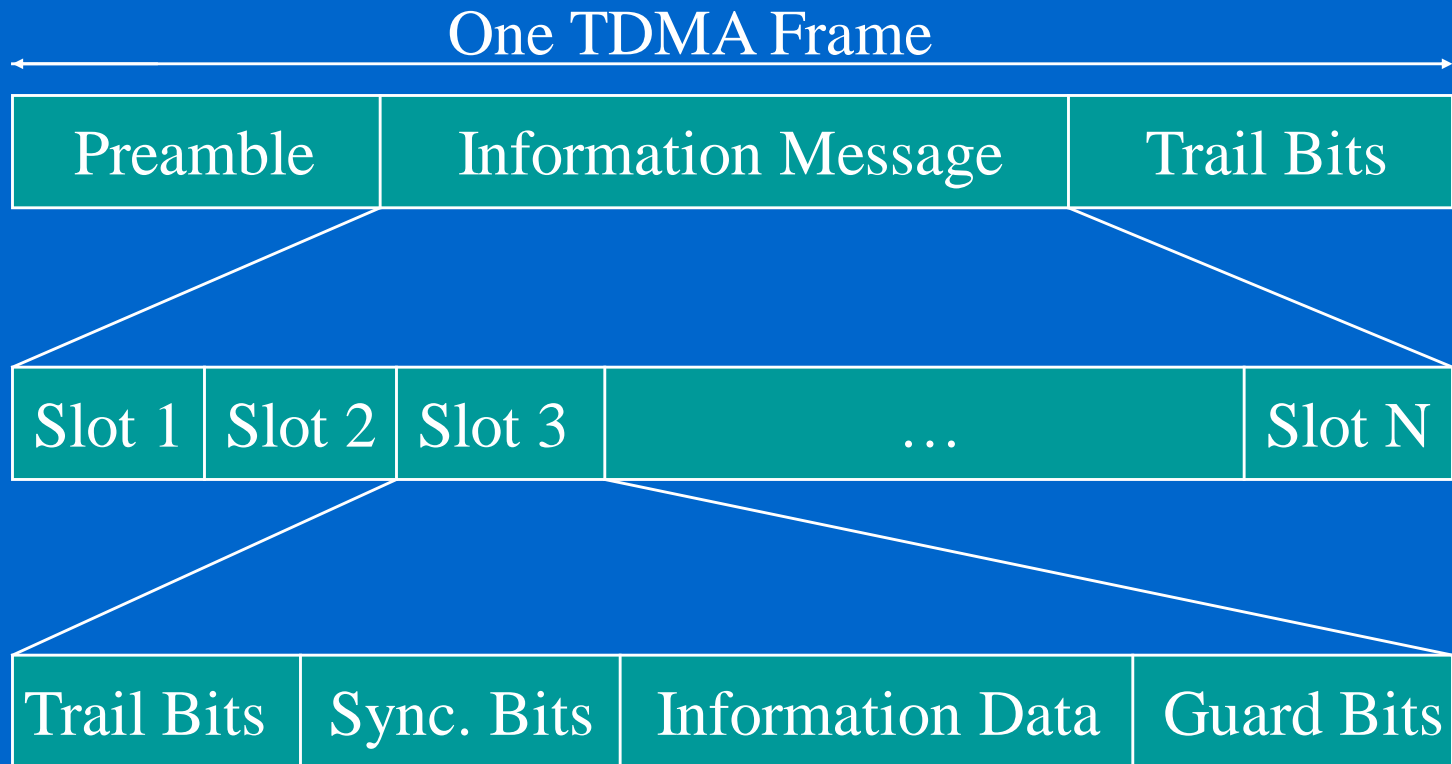 One TDMA Frame
Preamble Information Message Trail Bits
Slot 1 Slot 2 Slot 3 … Slot N
Trail Bits Sync. Bits Information Data Guard Bits